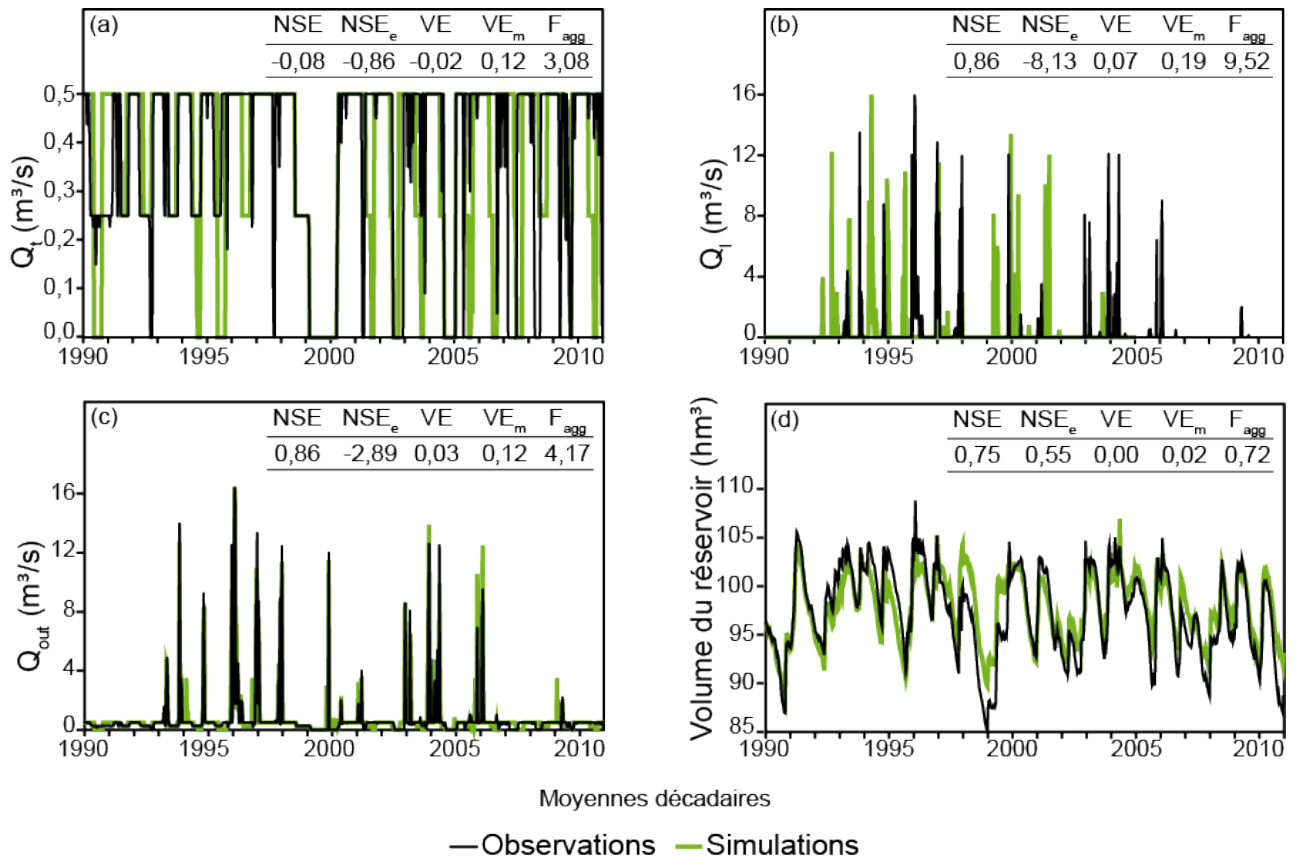 (a) NSE NSEe VE VEm Fagg
-0,08 -0,86 -0,02 0,12 3,08
0,5
0,4
0,3
0,2
0,1
0,0
Qt (m³/s)
1990 1995 2000 2005 2010
(b) NSE NSEe VE VEm Fagg
0,86 -8,13 0,07 0,19 9,52
16
12
8
4
0
Ql (m³/s)
1990 1995 2000 2005 2010
(c) NSE NSEe VE VEm Fagg
0,86 -2,89 0,03 0,12 4,17
16
12
8
4
0
Qout (m³/s)
1990 1995 2000 2005 2010
(d) NSE NSEe VE VEm Fagg
0,75 0,55 0,00 0,02 0,72
110
105
100
95
90
85
Volume du réservoir (hm³)
1990 1995 2000 2005 2010
Moyennes décadaires
Observations Simulations